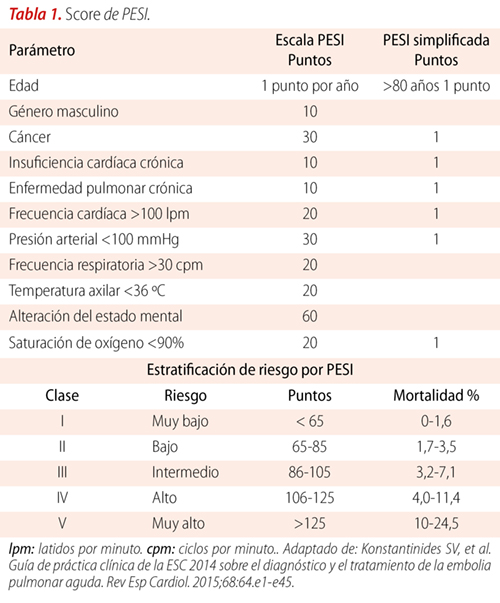 Tabla 1. Score de PESI.
Parámetro Escala PESI Puntos PESI simplificada Puntos
Edad 1 punto por año >80 años 1 punto
Género masculino 10
Cáncer 30 1
Insuficiencia cardíaca crónica 10 1
Enfermedad pulmonar crónica 10 1
Frecuencia cardíaca >100 lpm 20 1
Presión arterial <100 mmHg 30 1
Frecuencia respiratoria >30 cpm 20
Temperatura axilar <36 ºC 20
Alteración del estado mental 60
Saturación de oxígeno <90% 20 1
Estratificación de riesgo por PESI
Clase Riesgo Puntos Mortalidad %
I Muy bajo < 65 0-1,6
II Bajo 65-85 1,7-3,5
III Intermedio 86-105 3,2-7,1
IV Alto 106-125 4,0-11,4
V Muy alto >125 10-24,5
lpm: latidos por minuto. cpm: ciclos por minuto.. Adaptado de: Konstantinides SV, et al.
Guía de práctica clínica de la ESC 2014 sobre el diagnóstico y el tratamiento de la embolia
pulmonar aguda. Rev Esp Cardiol. 2015;68:64.e1-e45.